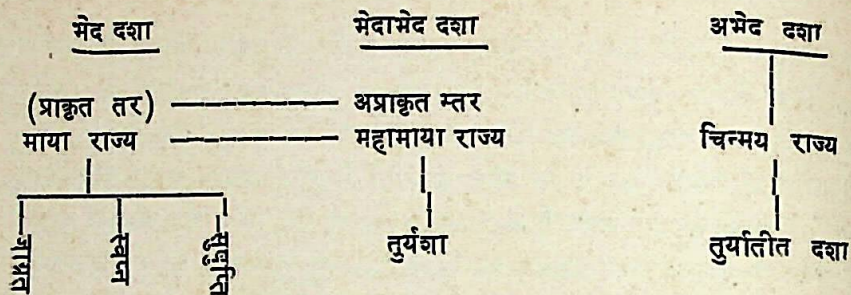 भेद दशा भेदाभेद दशा अभेद दशा
(प्राकृत तर) अप्राकृत म्तर
माया राज्य महामाया राज्य चिन्मय राज्य
जाग्रत स्वप्न सुषुप्ति तुर्यशा तुर्यातीत दशा